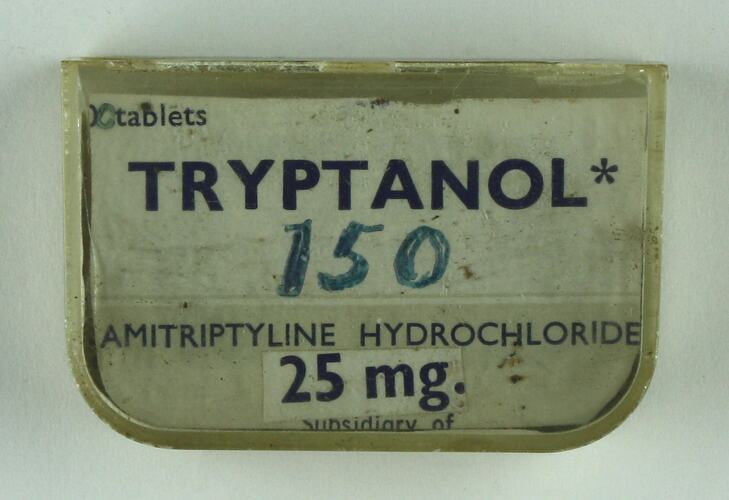 tablets
TRYPTANOL*
150
AMITRIPTYLINE HYDROCHLORIDE
25 mg.
Subsidiary of